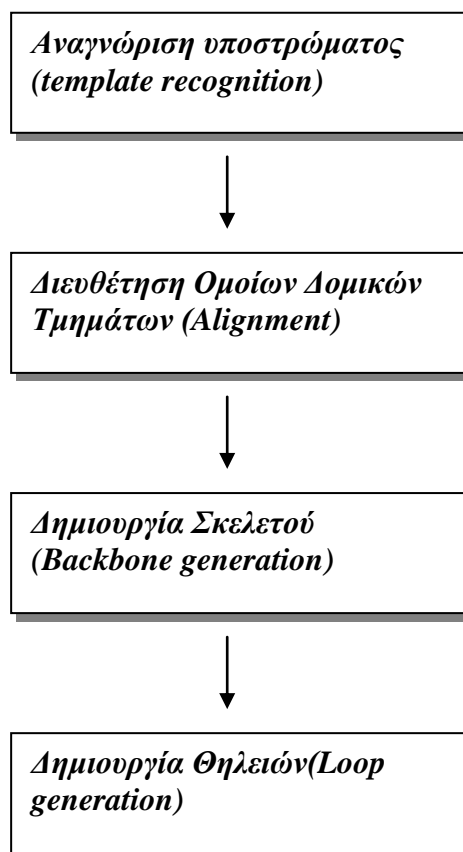 Αναγνώριση υποστρώματος
(template recognition)
Διευθέτηση Ομοίων Δομικών
Τμημάτων (Alignment)
Δημιουργία Σκελετού
(Backbone generation)
Δημιουργία Θηλειών(Loop
generation)